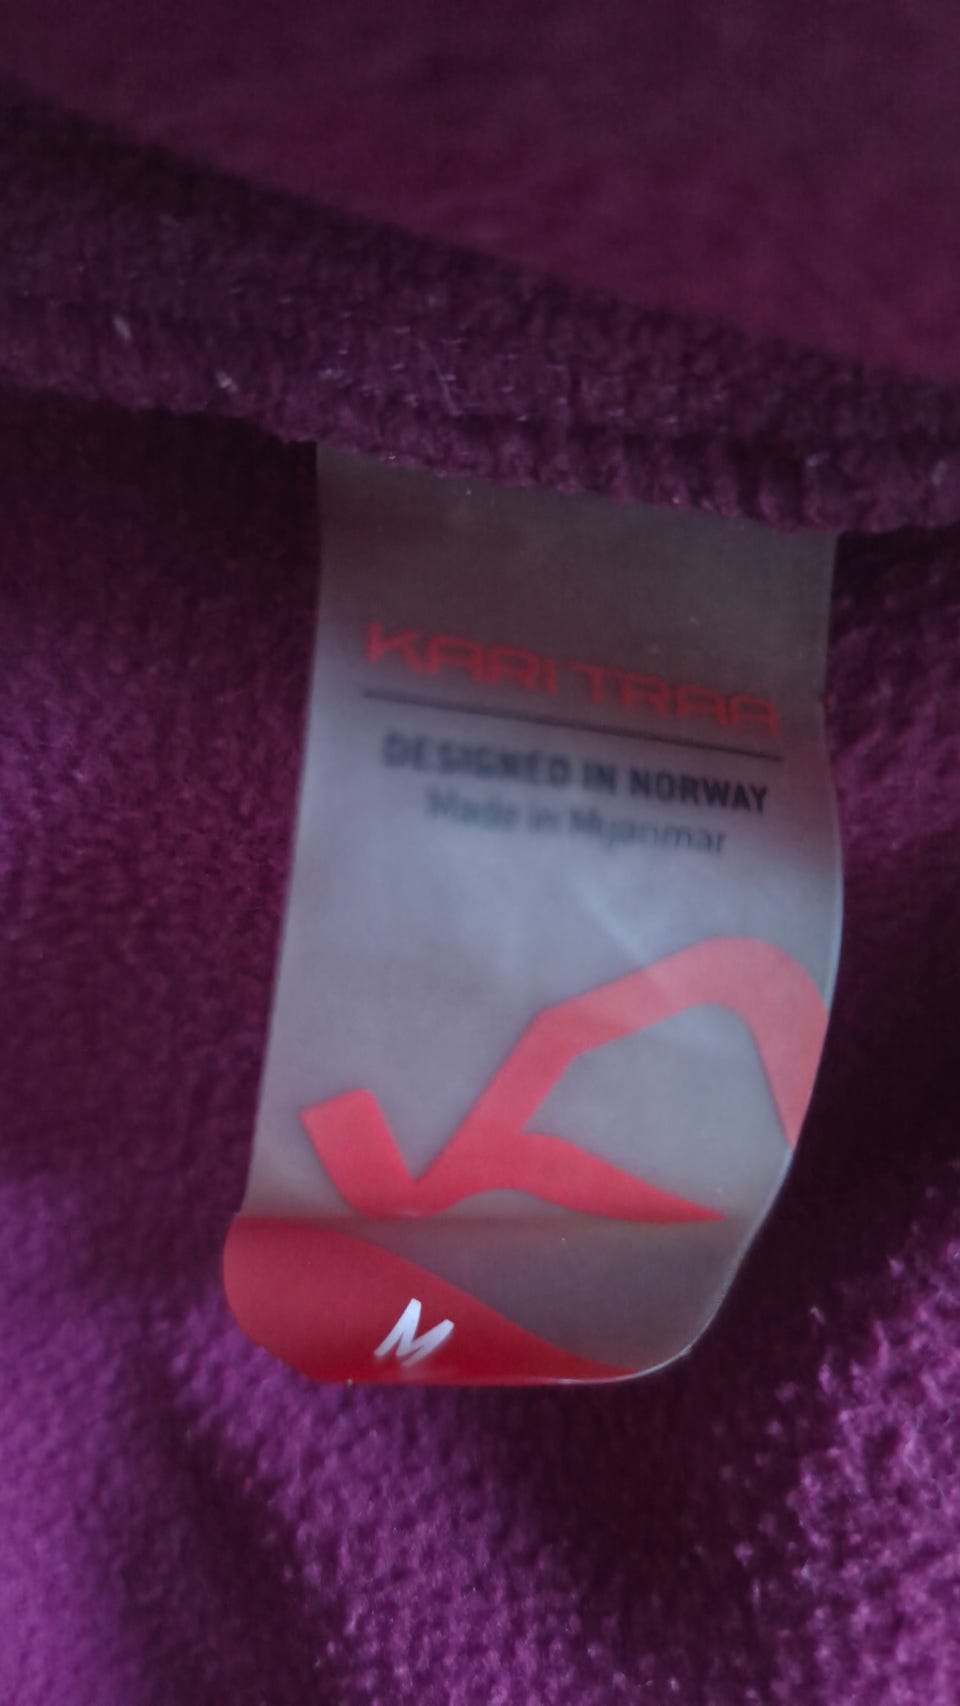 KARI TRAA
DESIGNED IN NORWAY
Made in Myanmar
M